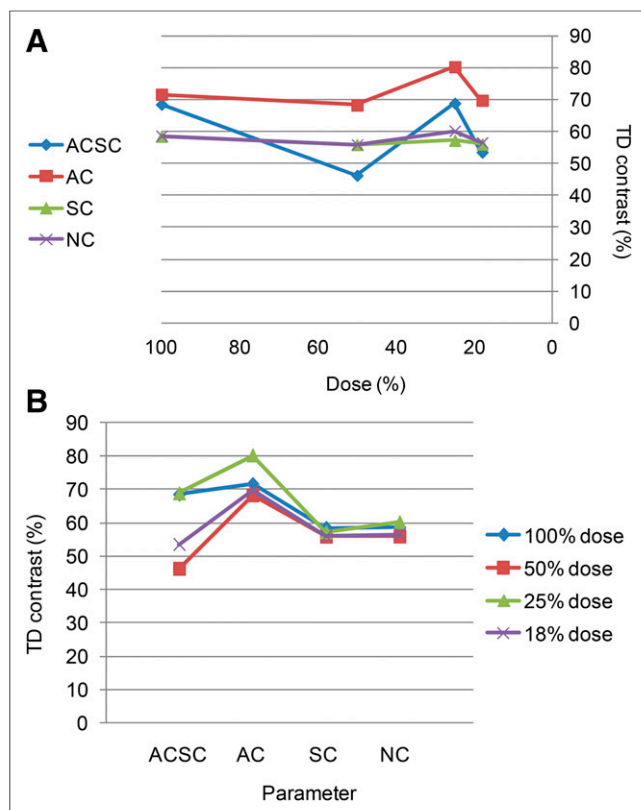 A
ACSC
AC
SC
NC
90
80
70
60
50
40
30
20
10
0
TD contrast (%)
100 80 60 40 20 0
Dose (%)
B
90
80
70
60
50
40
30
20
10
0
TD contrast (%)
ACSC AC SC NC
Parameter
100% dose
50% dose
25% dose
18% dose